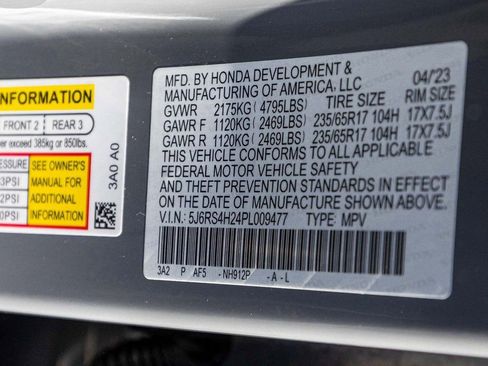 INFORMATION
FRONT 2 REAR 3
exceed 385kg or 850lbs.
SEE OWNER'S
3PSI MANUAL FOR
2PSI ADDITIONAL
0PSI INFORMATION
3A0 A0
MFD. BY HONDA DEVELOPMENT & 04/23
MANUFACTURING OF AMERICA, LLC
GVWR 2175KG (4795LBS) TIRE SIZE RIM SIZE
GAWR F 1120KG (2469LBS) 235/65R17 104H 17X7.5J
GAWR R 1120KG (2469LBS) 235/65R17 104H 17X7.5J
THIS VEHICLE CONFORMS TO ALL APPLICABLE
FEDERAL MOTOR VEHICLE SAFETY
AND THEFT PREVENTION STANDARDS IN EFFECT
ON THE DATE OF MANUFACTURE SHOWN ABOVE.
V.I.N: 5J6RS4H24PL009477 TYPE: MPV
3A2 P AF5 -NH912P -A-L